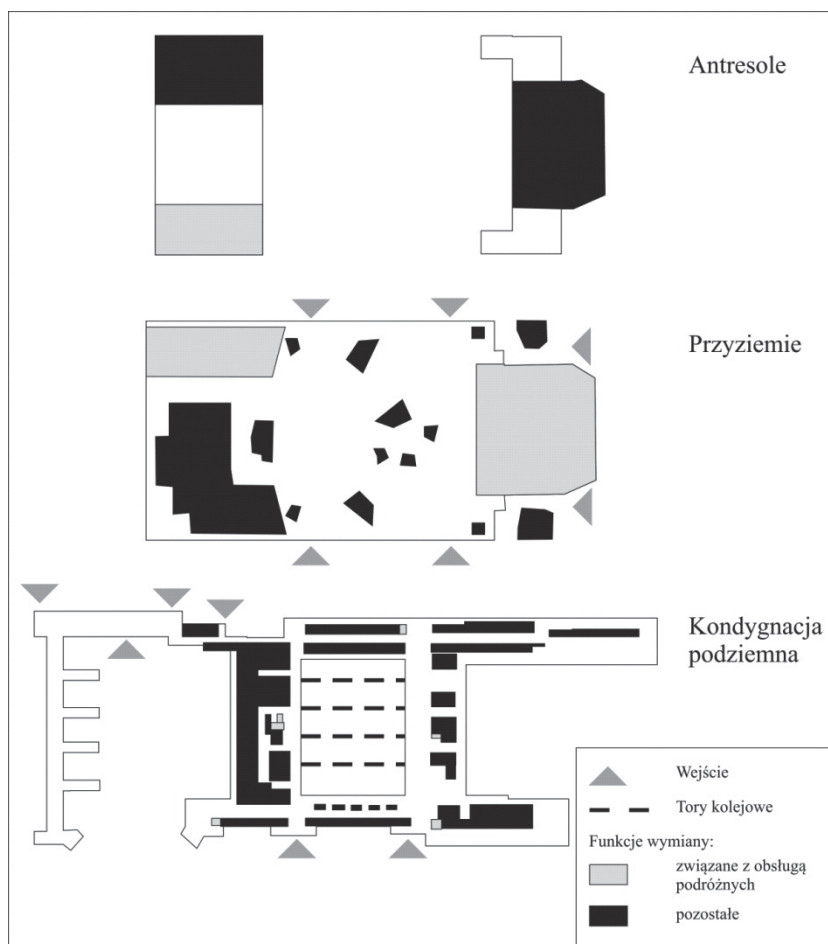 Antresole
Przyziemie
Kondygnacja
podziemna
Wejście
Tory kolejowe
Funkcje wymiany:
związane z obsługą
podróżnych
pozostałe